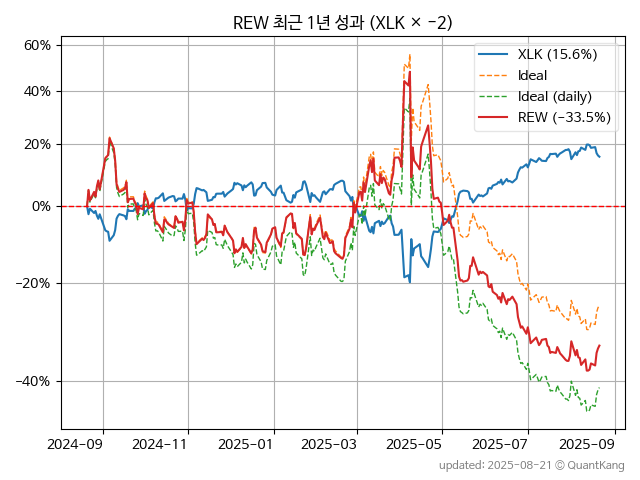 REW 최근 1년 성과 (XLK × −2)
60%
40%
20%
0%
−20%
−40%
XLK (15.6%)
Ideal
Ideal (daily)
REW (−33.5%)
2024-09
2024-11
2025-01
2025-03
2025-05
2025-07
2025-09
updated: 2025-08-21 @ QuantKang